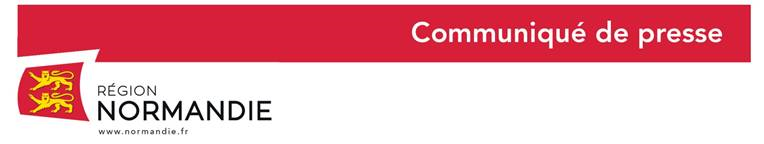 Communiqué de presse
RÉGION
NORMANDIE
www.normandie.fr